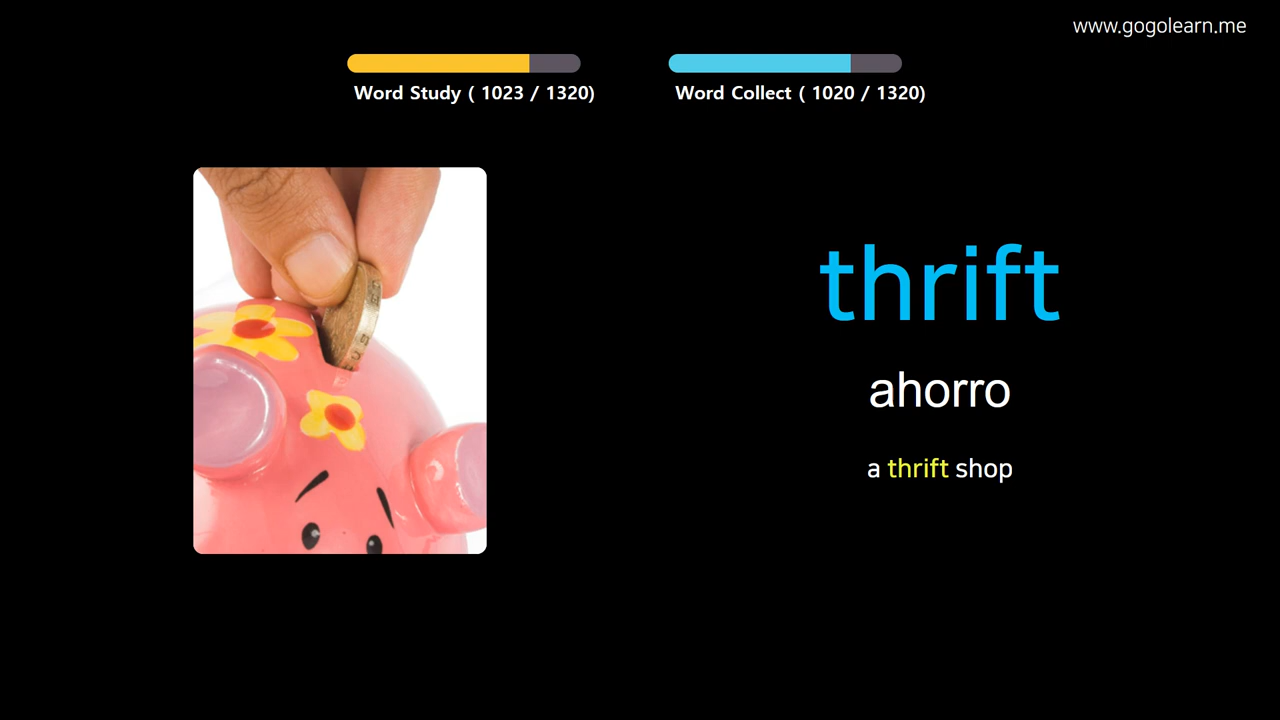 www.gogolearn.me
Word Study ( 1023 / 1320)
Word Collect ( 1020 / 1320)
thrift
ahorro
a thrift shop